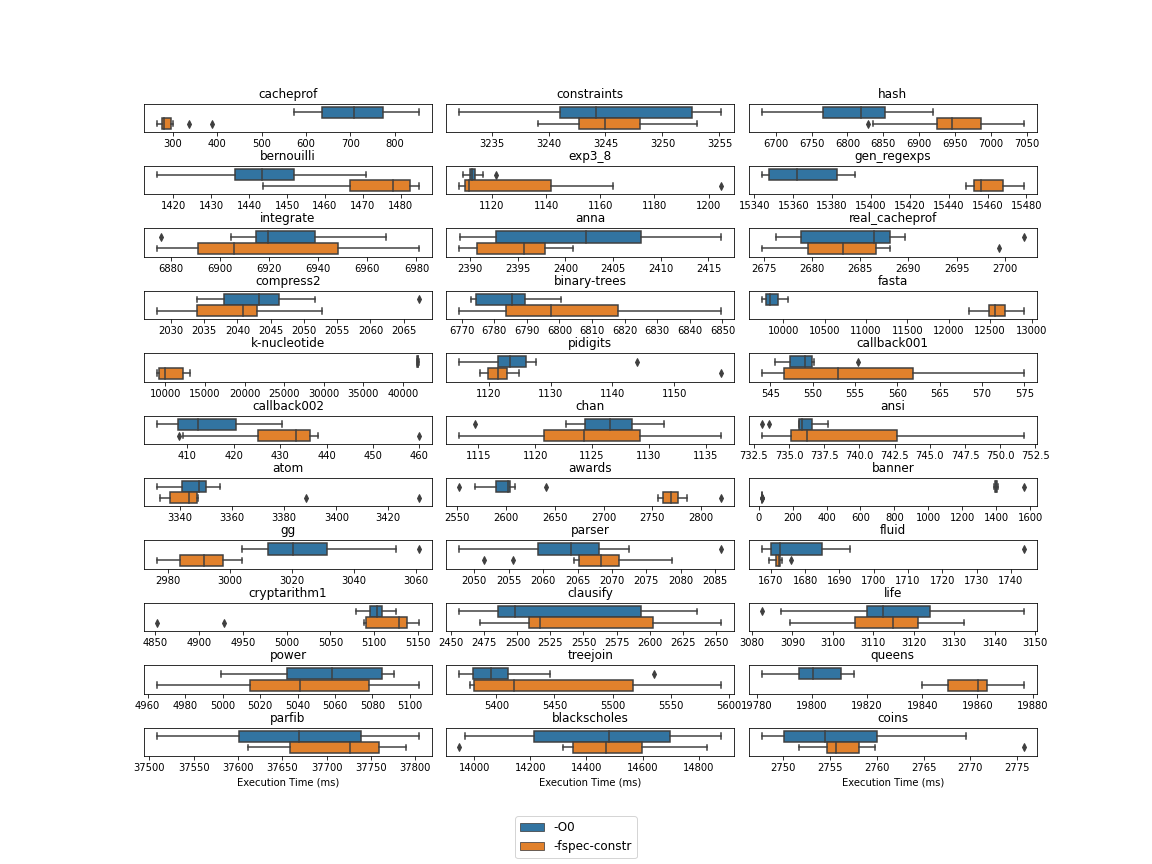 cacheprof constraints hash
300 400 500 600 700 800 3235 3240 3245 3250 3255 6700 6750 6800 6850 6900 6950 7000 7050
bernouilli exp3_8 gen_regexps
1420 1430 1440 1450 1460 1470 1480 1120 1140 1160 1180 1200 15340 15360 15380 15400 15420 15440 15460 15480
integrate anna real_cacheprof
6880 6900 6920 6940 6960 6980 2390 2395 2400 2405 2410 2415 2675 2680 2685 2690 2695 2700
compress2 binary-trees fasta
2030 2035 2040 2045 2050 2055 2060 2065 6770 6780 6790 6800 6810 6820 6830 6840 6850 10000 10500 11000 11500 12000 12500 13000
k-nucleotide pidigits callback001
10000 15000 20000 25000 30000 35000 40000 1120 1130 1140 1150 545 550 555 560 565 570 575
callback002 chan ansi
410 420 430 440 450 460 1115 1120 1125 1130 1135 732.5 735.0 737.5 740.0 742.5 745.0 747.5 750.0 752.5
atom awards banner
3340 3360 3380 3400 3420 2550 2600 2650 2700 2750 2800 0 200 400 600 800 1000 1200 1400 1600
gg parser fluid
2980 3000 3020 3040 3060 2050 2055 2060 2065 2070 2075 2080 2085 1670 1680 1690 1700 1710 1720 1730 1740
cryptarithm1 clausify life
4850 4900 4950 5000 5050 5100 5150 2450 2475 2500 2525 2550 2575 2600 2625 2650 3080 3090 3100 3110 3120 3130 3140 3150
power treejoin queens
4960 4980 5000 5020 5040 5060 5080 5100 5400 5450 5500 5550 5600 19780 19800 19820 19840 19860 19880
parfib blackscholes coins
37500 37550 37600 37650 37700 37750 37800 14000 14200 14400 14600 14800 2750 2755 2760 2765 2770 2775
Execution Time (ms) Execution Time (ms) Execution Time (ms)
-O0
-fspec-constr